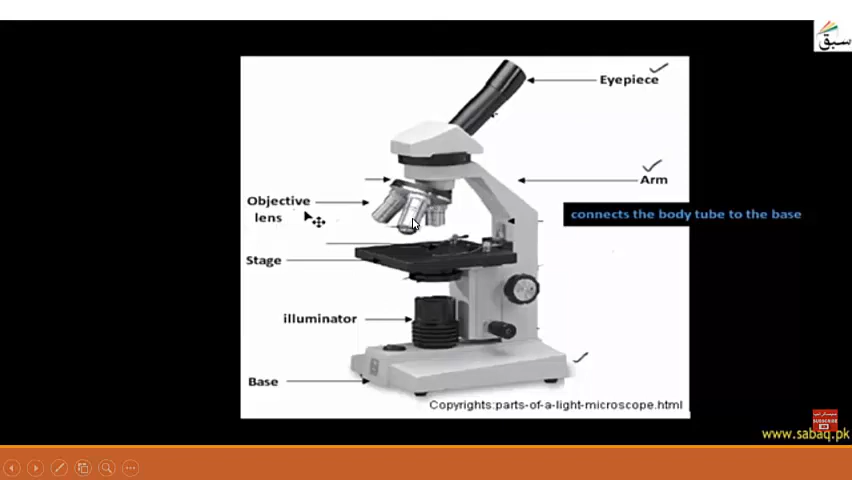 سبق
Eyepiece
Arm
Objective
lens
connects the body tube to the base
Stage
illuminator
Base
Copyrights:parts-of-a-light-microscope.html
SUBSCRIBE
www.sabaq.pk